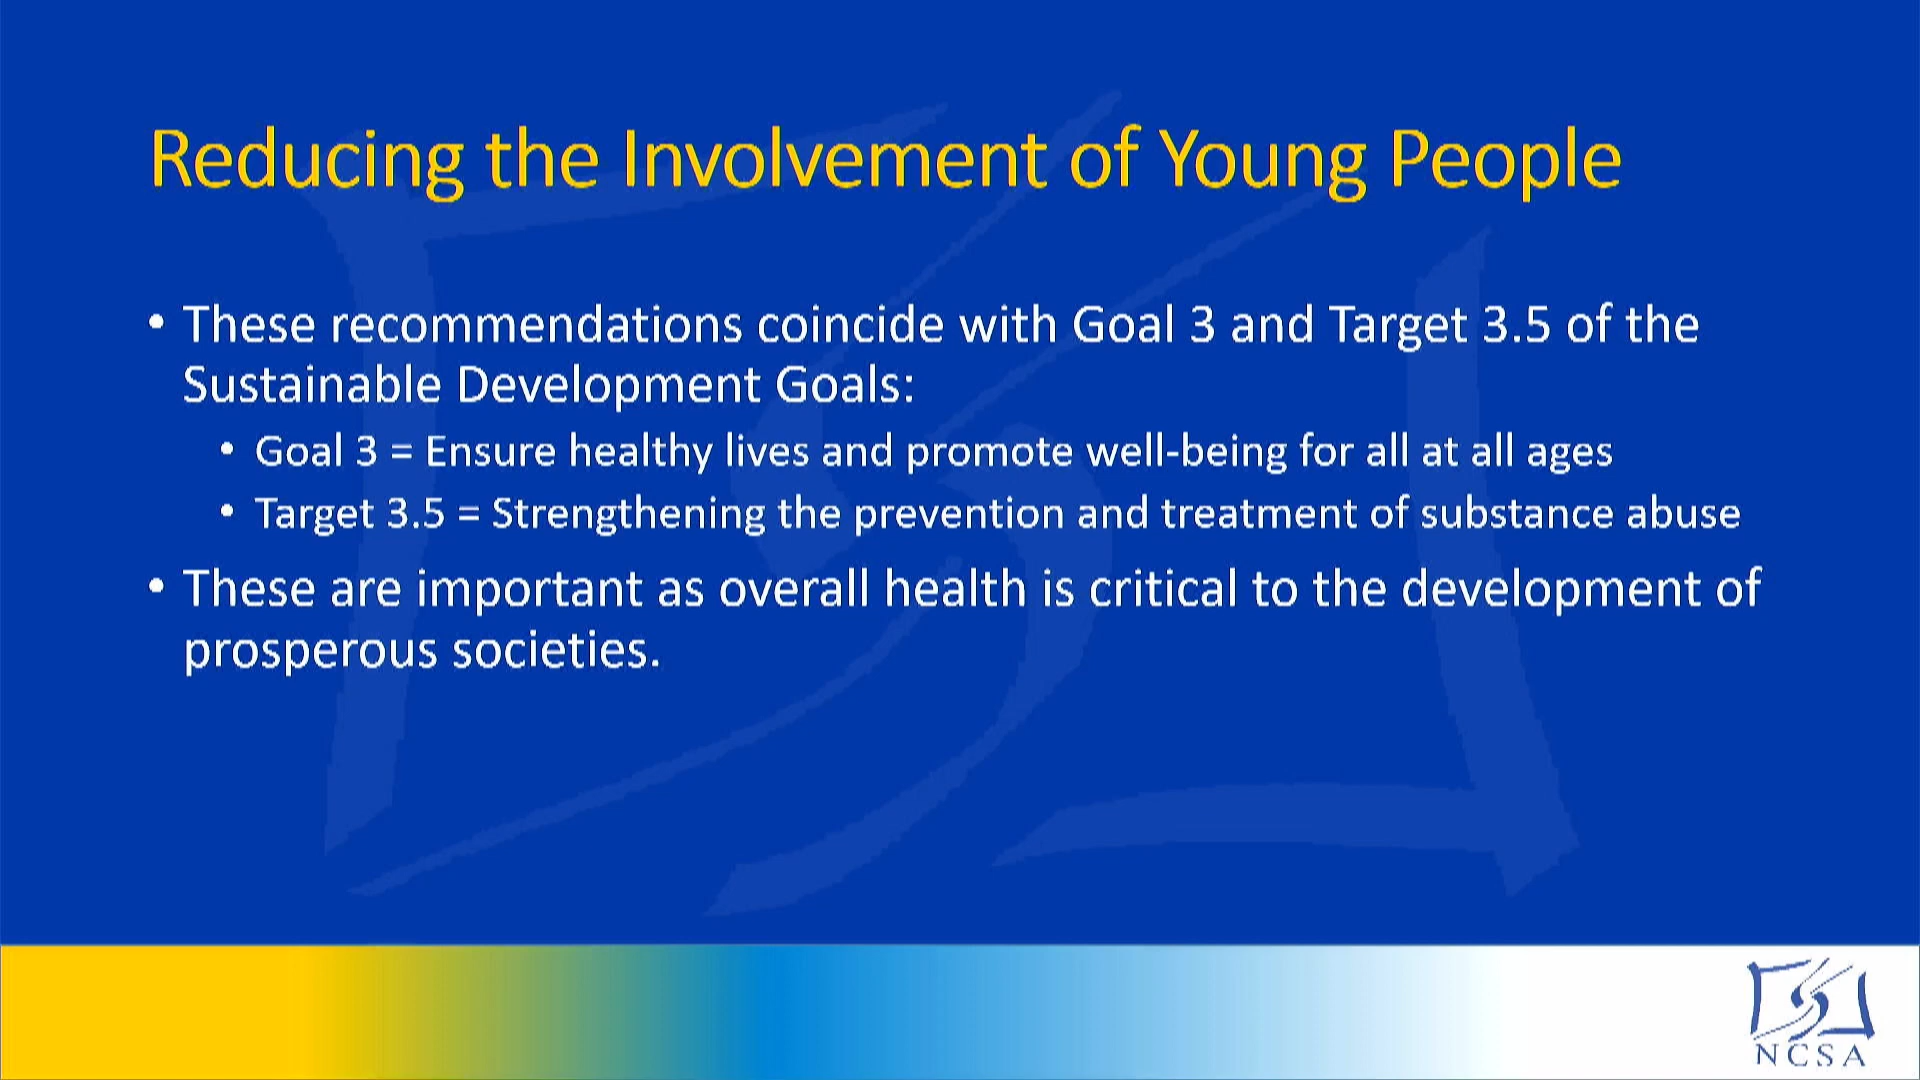 Reducing the Involvement of Young People
• These recommendations coincide with Goal 3 and Target 3.5 of the
Sustainable Development Goals:
• Goal 3 = Ensure healthy lives and promote well-being for all at all ages
• Target 3.5 = Strengthening the prevention and treatment of substance abuse
• These are important as overall health is critical to the development of
prosperous societies.
NCSA